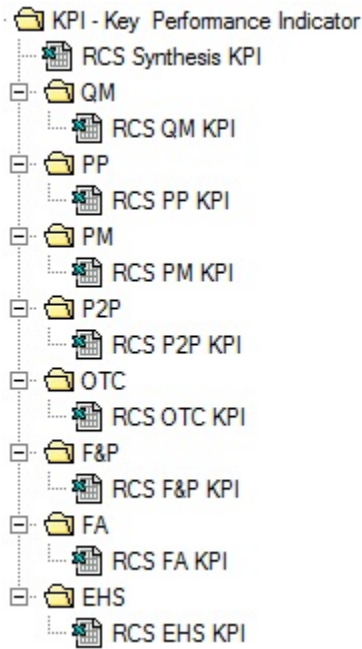 KPI - Key Performance Indicator
RCS Synthesis KPI
QM
RCS QM KPI
PP
RCS PP KPI
PM
RCS PM KPI
P2P
RCS P2P KPI
OTC
RCS OTC KPI
F&P
RCS F&P KPI
FA
RCS FA KPI
EHS
RCS EHS KPI